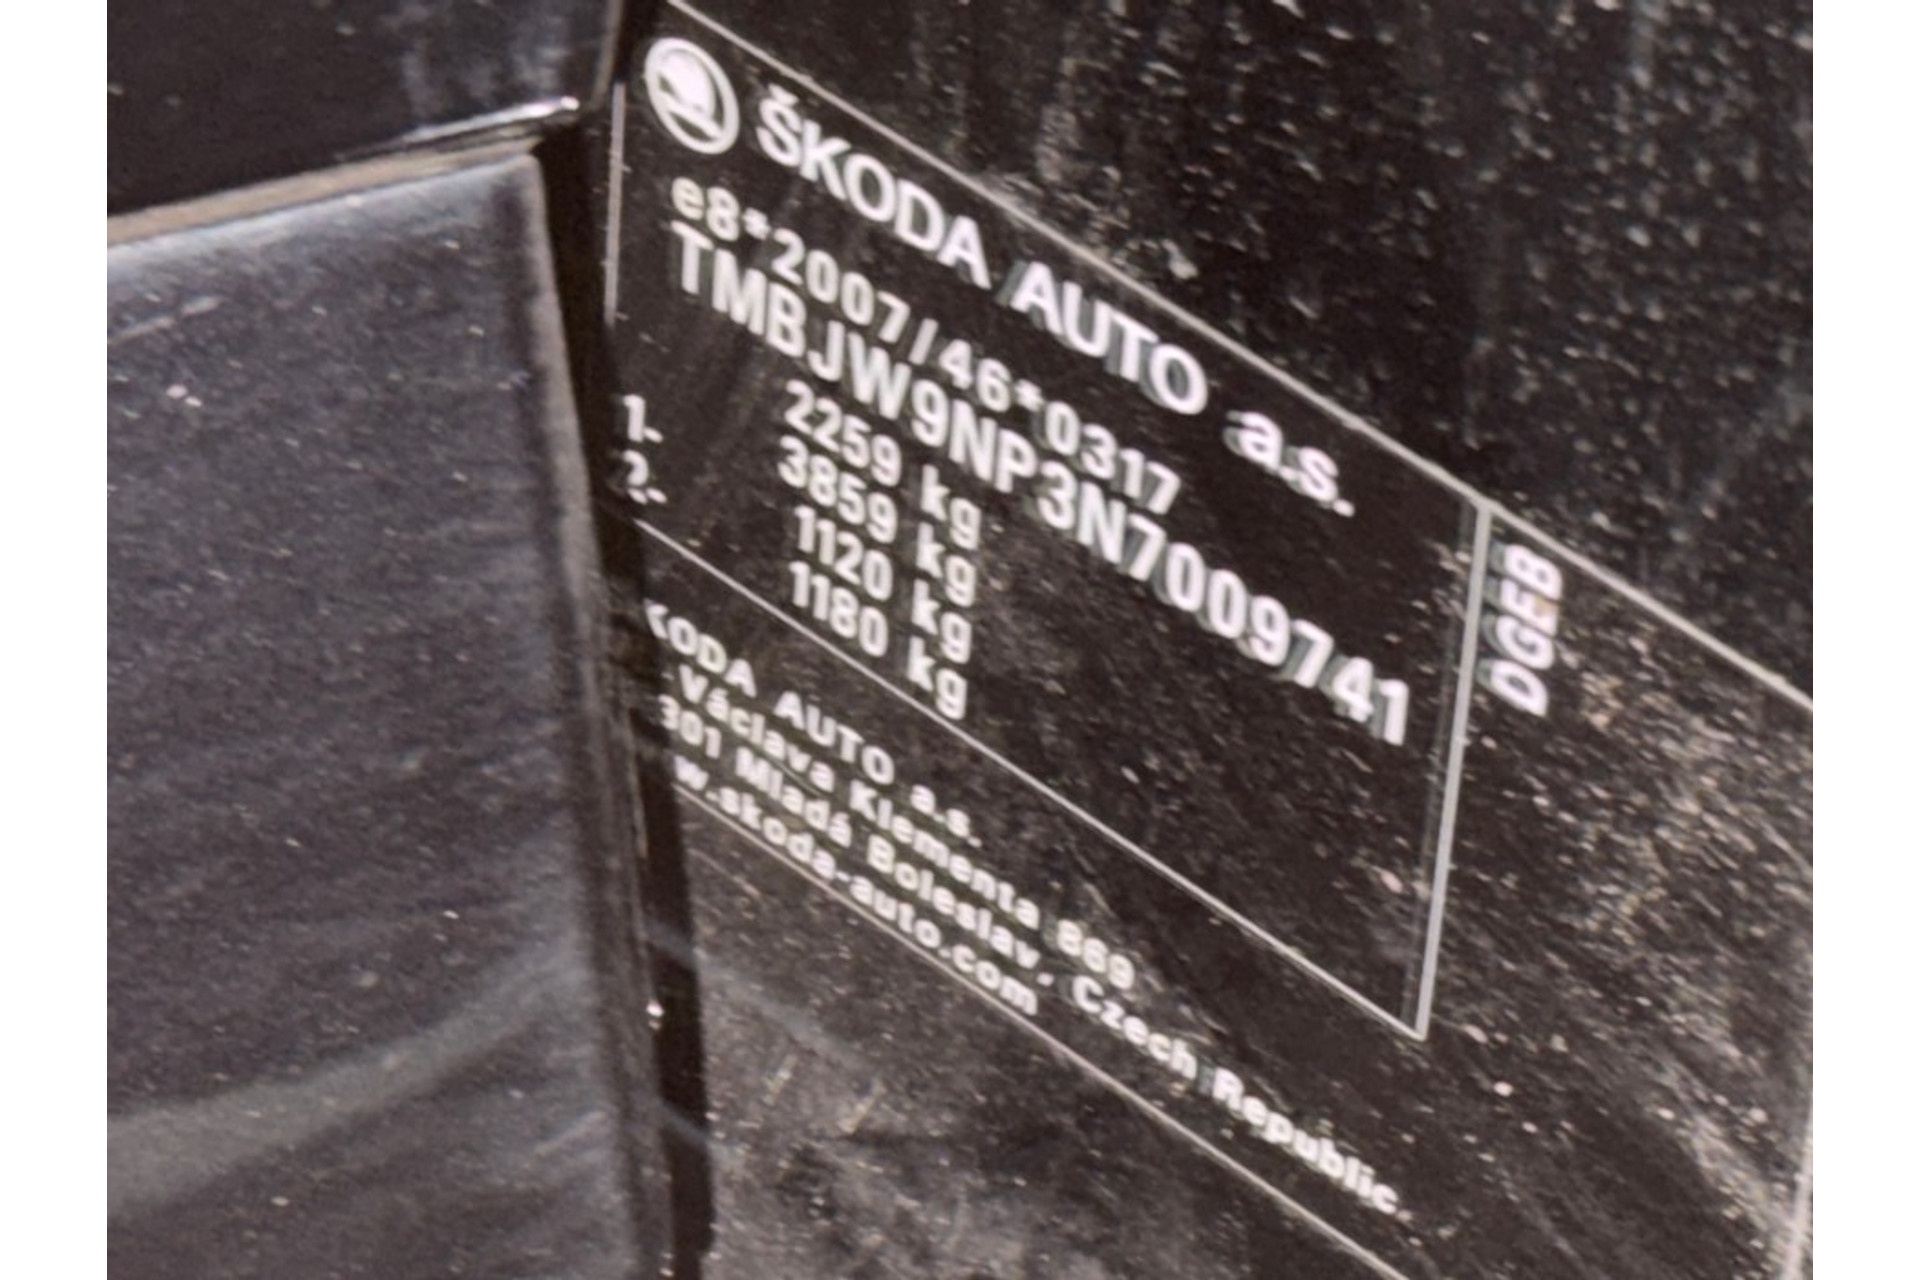 ŠKODA AUTO a.s.
e8*2007/46*0317
TMBJW9NP3N7009741
2259 kg
1. 3859 kg
2. 1120 kg
1180 kg
DGEB
KODA AUTO a.s.
Václava Klementa 869
301 Mladá Boleslav, Czech Republic
w.skoda-auto.com